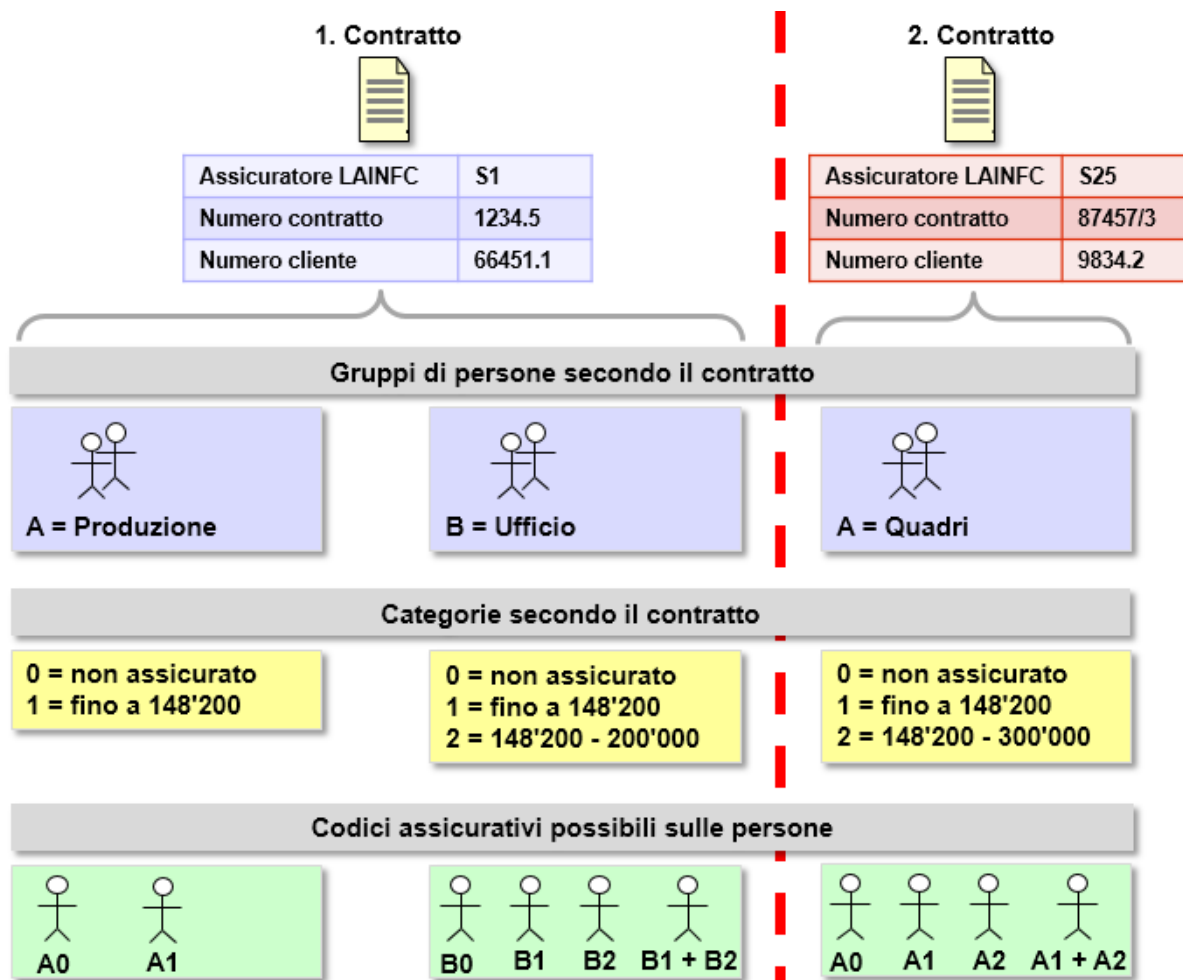 1. Contratto
2. Contratto
Assicuratore LAINFC S1
Numero contratto 1234.5
Numero cliente 66451.1
Assicuratore LAINFC S25
Numero contratto 87457/3
Numero cliente 9834.2
Gruppi di persone secondo il contratto
A = Produzione
B = Ufficio
A = Quadri
Categorie secondo il contratto
0 = non assicurato
1 = fino a 148'200
0 = non assicurato
1 = fino a 148'200
2 = 148'200 - 200'000
0 = non assicurato
1 = fino a 148'200
2 = 148'200 - 300'000
Codici assicurativi possibili sulle persone
A0 A1
B0 B1 B2 B1 + B2
A0 A1 A2 A1 + A2